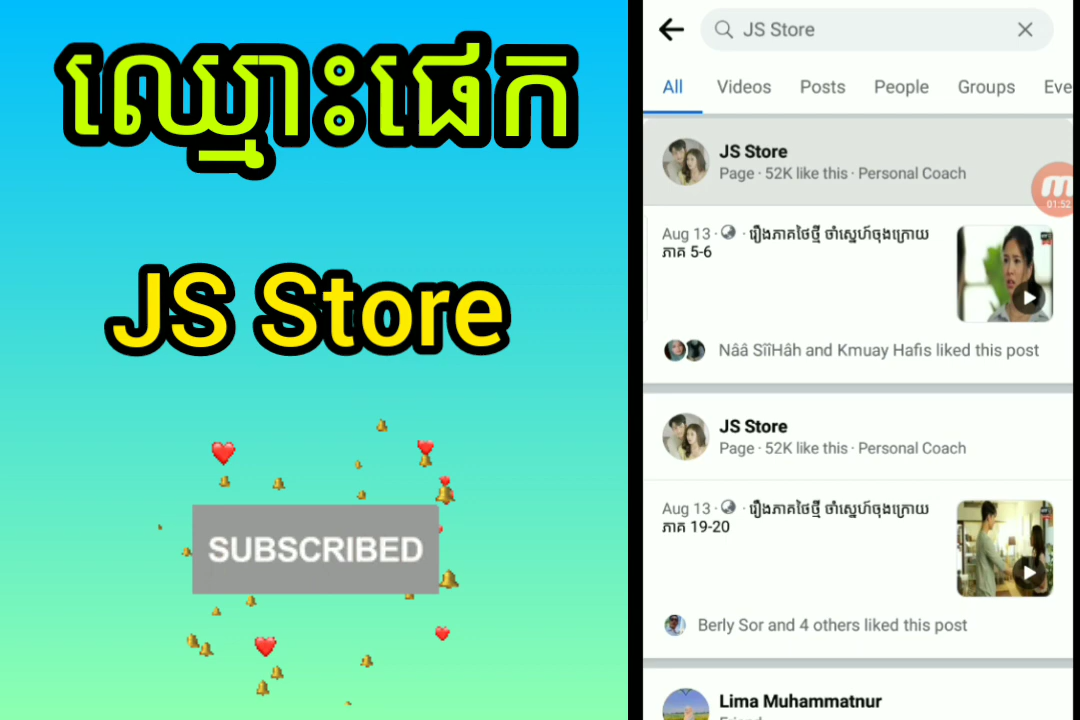 ឈ្មោះផេក
JS Store
SUBSCRIBED
JS Store
All Videos Posts People Groups Eve
JS Store
Page · 52K like this · Personal Coach
01:52
Aug 13 · · រឿងភាគថៃថ្មី ចាំស្នេហ៍ចុងក្រោយ
ភាគ 5-6
Nââ SîîHâh and Kmuay Hafis liked this post
JS Store
Page · 52K like this · Personal Coach
Aug 13 · · រឿងភាគថៃថ្មី ចាំស្នេហ៍ចុងក្រោយ
ភាគ 19-20
Berly Sor and 4 others liked this post
Lima Muhammatnur